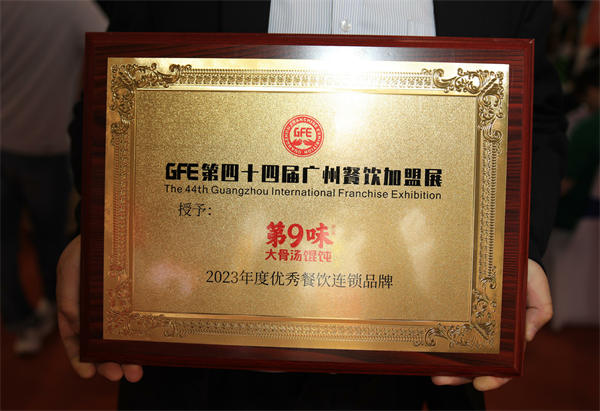 GFE
GFE第四十四届广州餐饮加盟展
The 44th Guangzhou International Franchise Exhibition
授予:
第9味
大骨汤馄饨
2023年度优秀餐饮连锁品牌